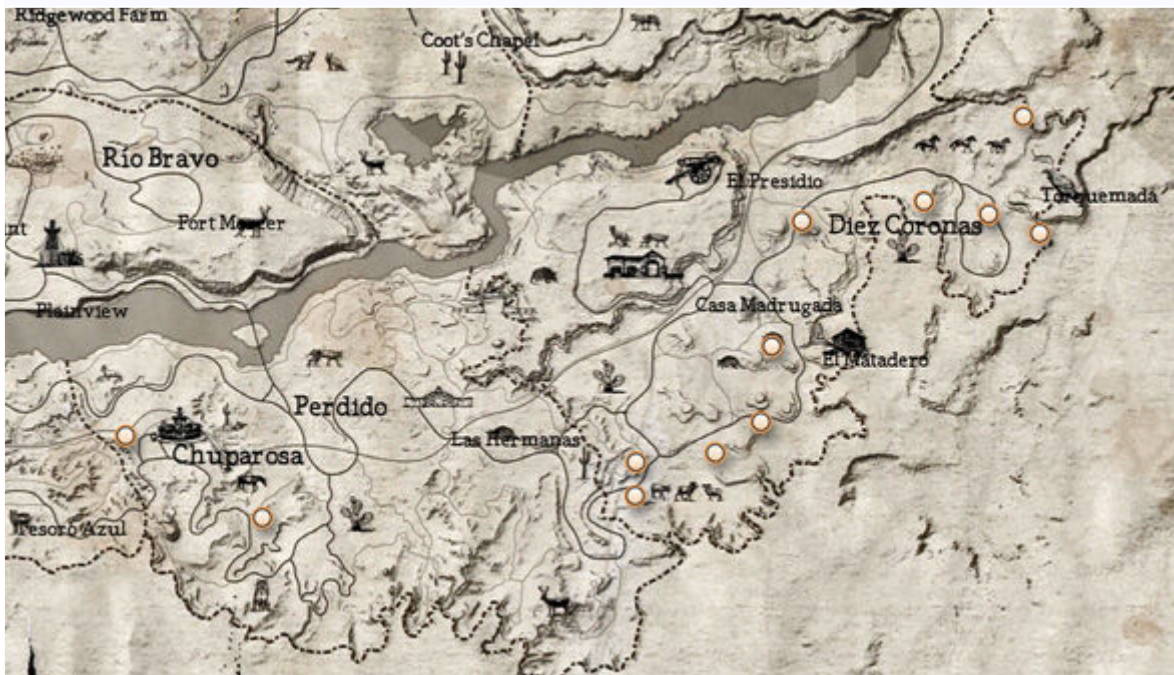 Ridgewood Farm
Coot's Chapel
Río Bravo
El Presidio
Torquemada
Fort Mercer
Diez Coronas
Plainview
Casa Madrugada
El Matadero
Perdido
Las Hermanas
Chuparosa
Tesoro Azul